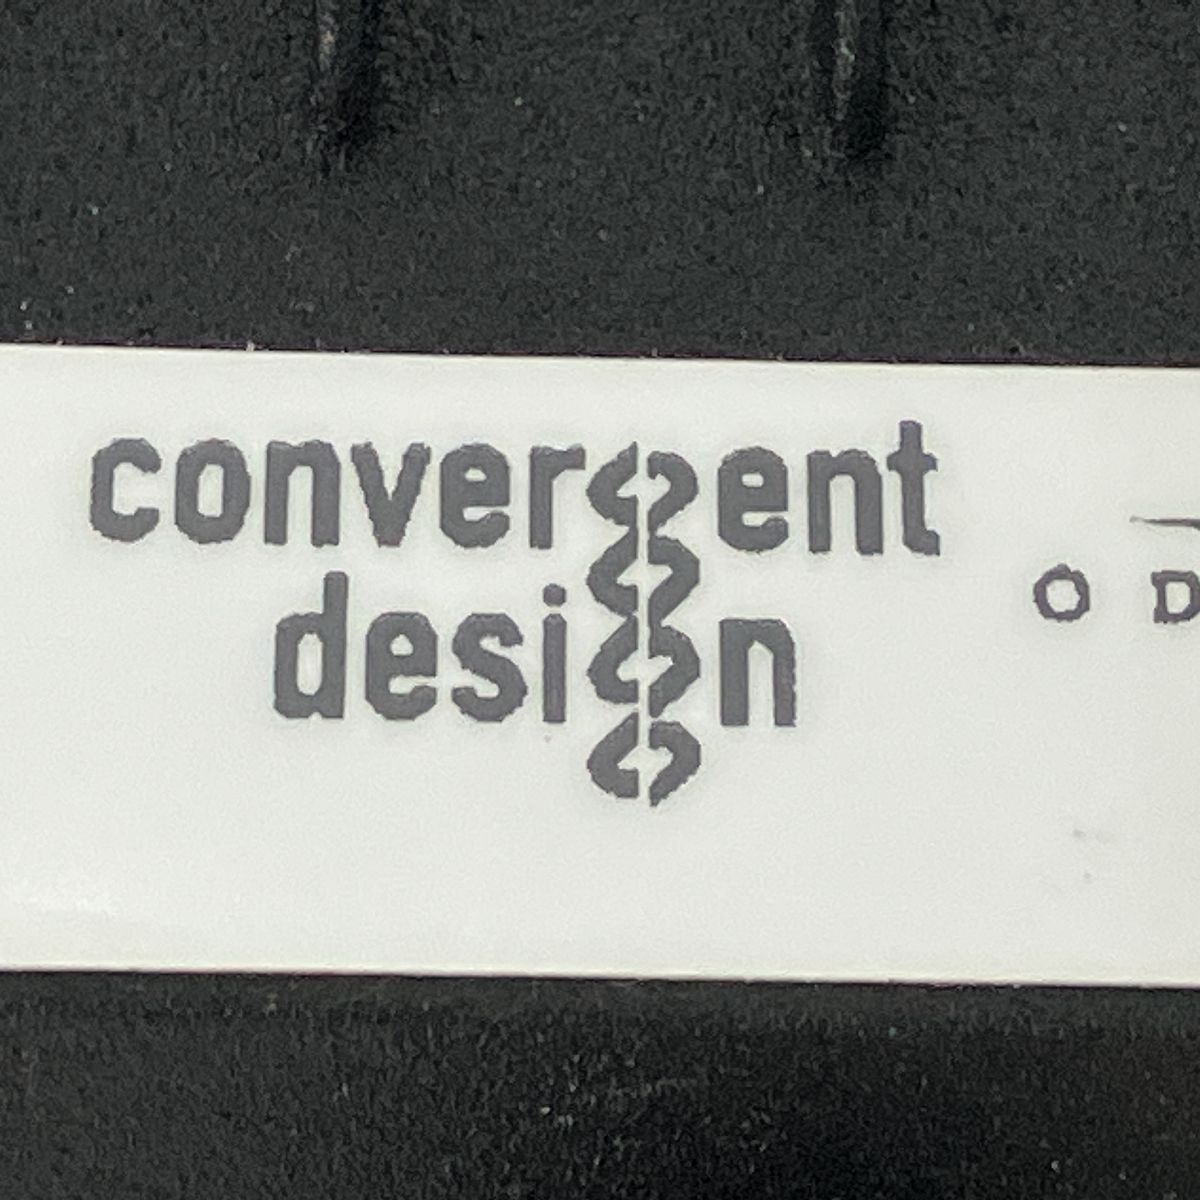 convergent
design
O D